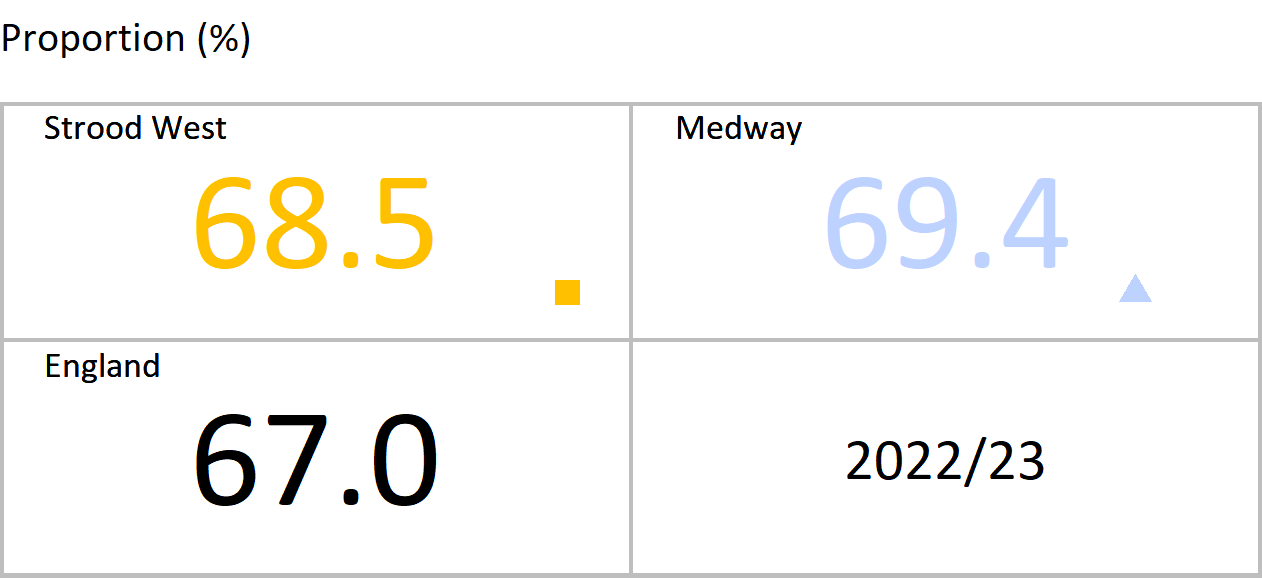 Proportion (%)
Strood West
68.5
Medway
69.4
England
67.0
2022/23